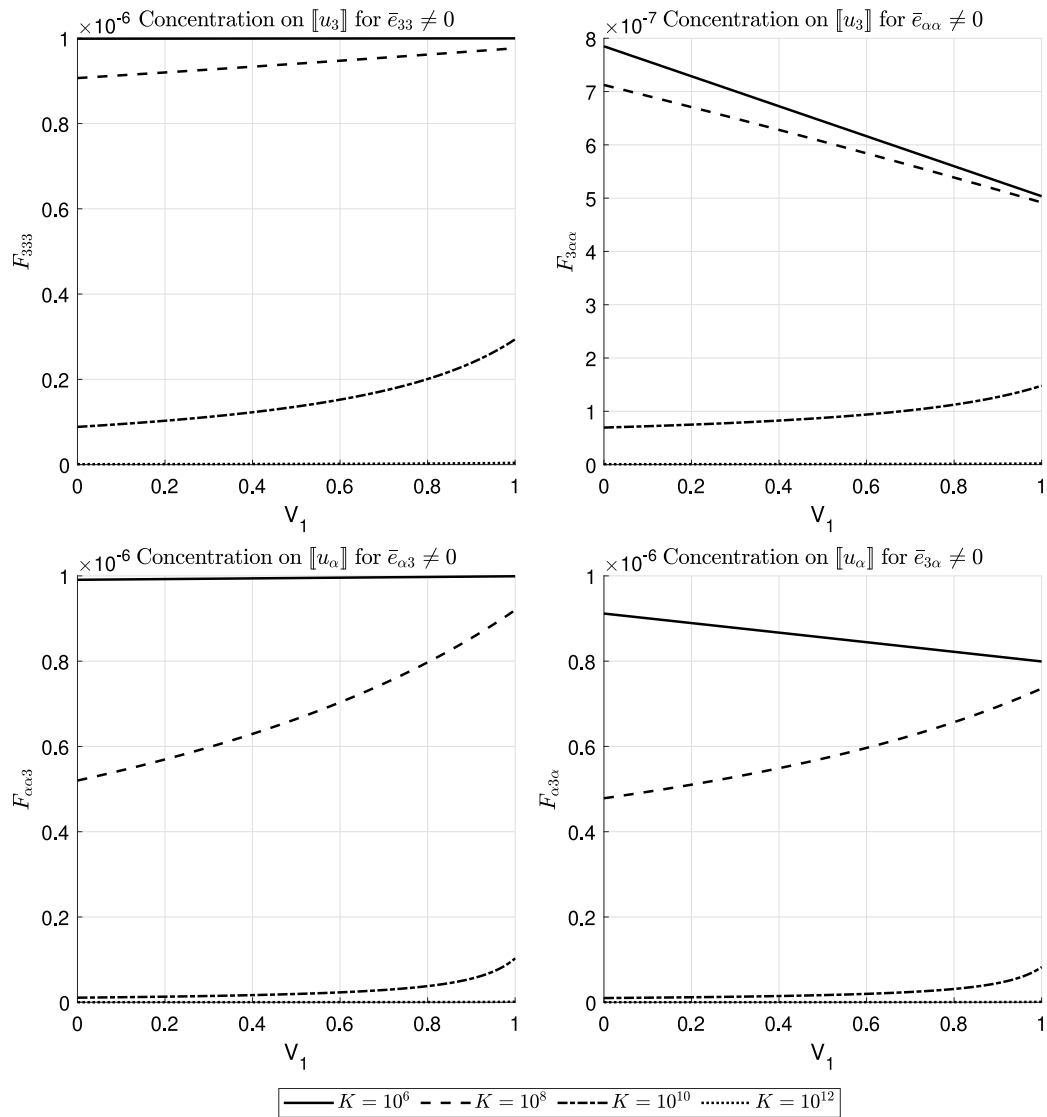 ×10⁻⁶ Concentration on ⟦u₃⟧ for ē₃₃ ≠ 0
1
0.8
0.6
0.4
0.2
0
F₃₃₃
0 0.2 0.4 0.6 0.8 1
V₁
×10⁻⁷ Concentration on ⟦u₃⟧ for ē_αα ≠ 0
8
7
6
5
4
3
2
1
0
F_3αα
0 0.2 0.4 0.6 0.8 1
V₁
×10⁻⁶ Concentration on ⟦u_α⟧ for ē_α3 ≠ 0
1
0.8
0.6
0.4
0.2
0
F_αα3
0 0.2 0.4 0.6 0.8 1
V₁
×10⁻⁶ Concentration on ⟦u_α⟧ for ē_3α ≠ 0
1
0.8
0.6
0.4
0.2
0
F_α3α
0 0.2 0.4 0.6 0.8 1
V₁
K = 10⁶ K = 10⁸ K = 10¹⁰ K = 10¹²